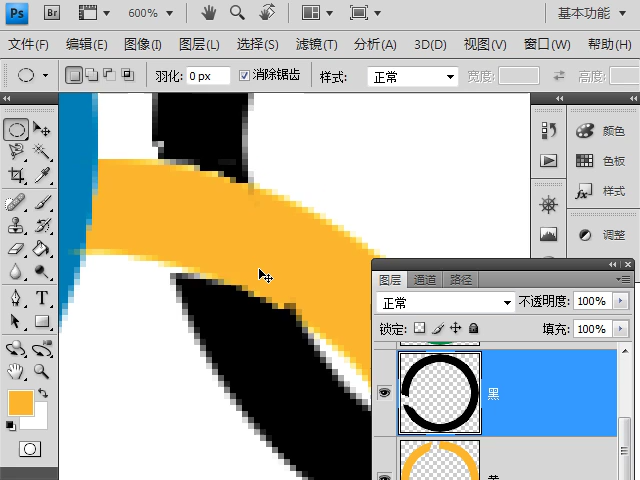 Ps Br 600% 基本功能
文件(F) 编辑(E) 图像(I) 图层(L) 选择(S) 滤镜(T) 分析(A) 3D(D) 视图(V) 窗口(W) 帮助(H)
羽化: 0 px 消除锯齿 样式: 正常 宽度: 高度:
颜色
色板
样式
调整
图层 通道 路径
正常 不透明度: 100%
锁定: 填充: 100%
黑